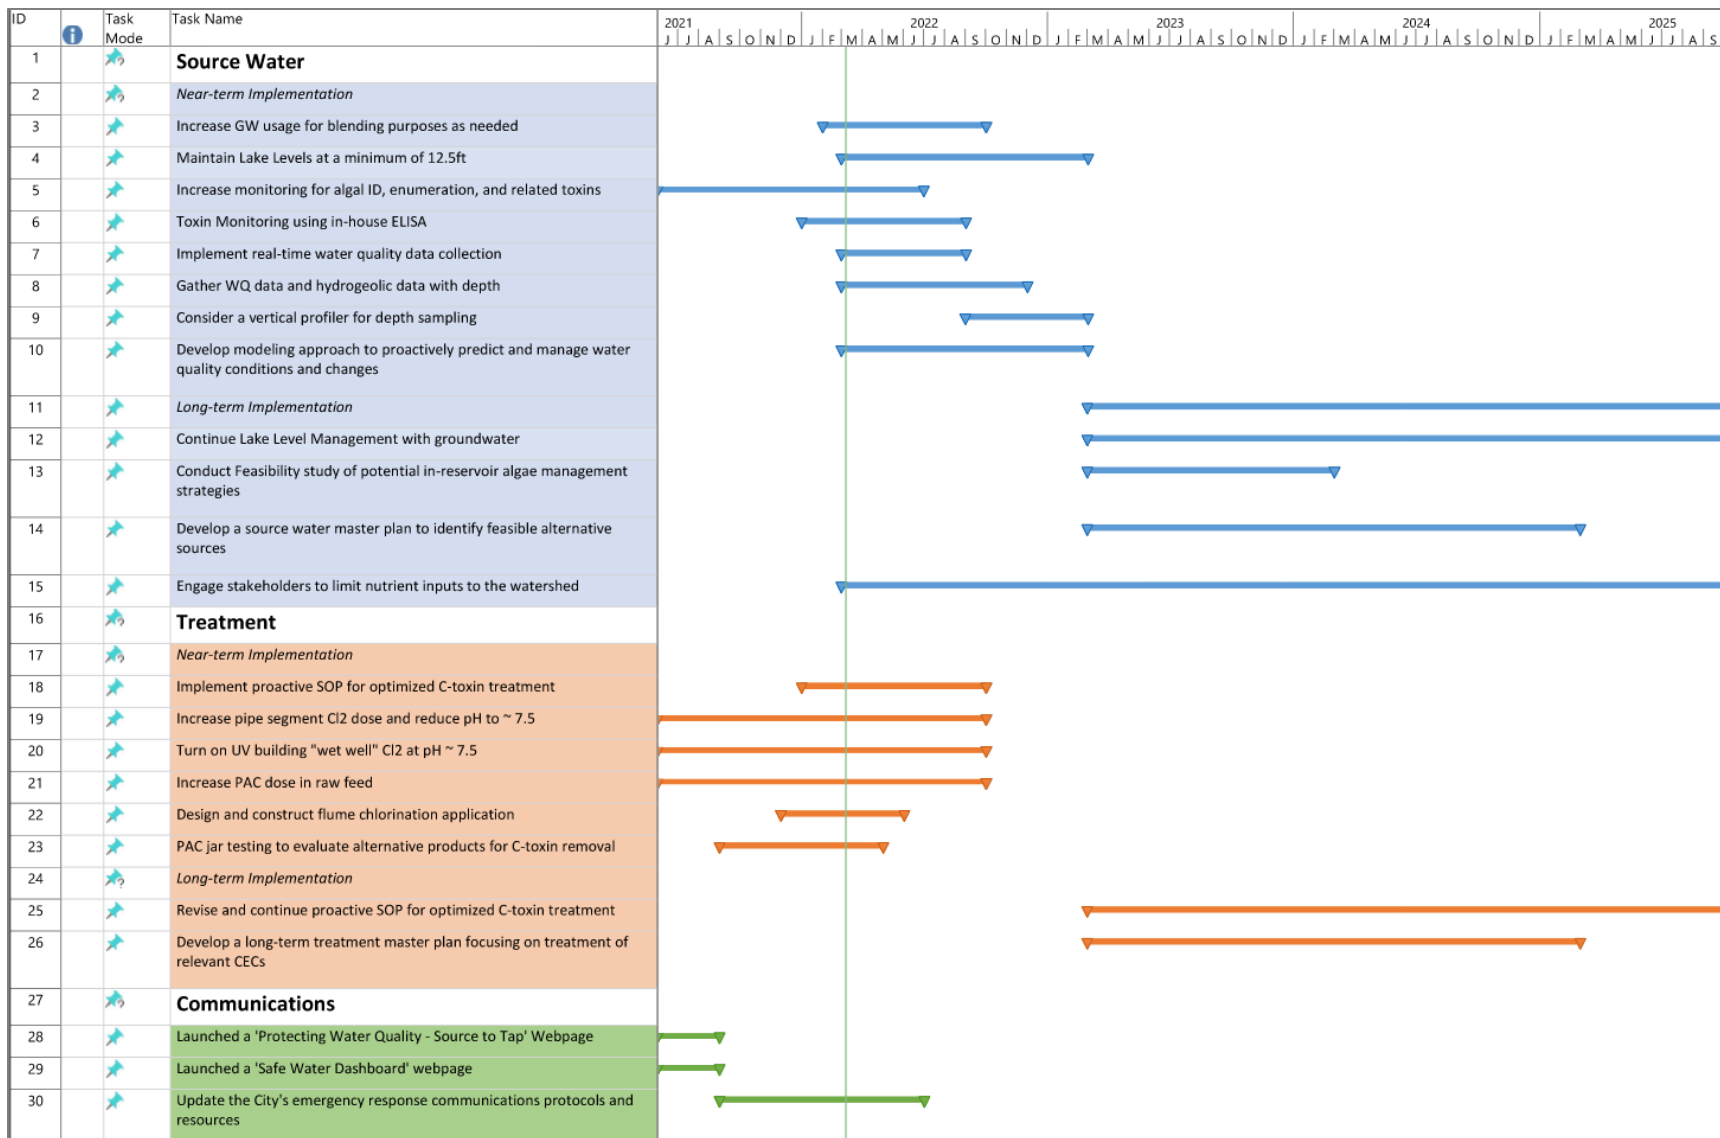 ID Task Mode Task Name 2021 2022 2023 2024 2025
J J A S O N D J F M A M J J A S O N D J F M A M J J A S O N D J F M A M J J A S O N D J F M A M J J A S
1 Source Water
2 Near-term Implementation
3 Increase GW usage for blending purposes as needed
4 Maintain Lake Levels at a minimum of 12.5ft
5 Increase monitoring for algal ID, enumeration, and related toxins
6 Toxin Monitoring using in-house ELISA
7 Implement real-time water quality data collection
8 Gather WQ data and hydrogeolic data with depth
9 Consider a vertical profiler for depth sampling
10 Develop modeling approach to proactively predict and manage water
quality conditions and changes
11 Long-term Implementation
12 Continue Lake Level Management with groundwater
13 Conduct Feasibility study of potential in-reservoir algae management
strategies
14 Develop a source water master plan to identify feasible alternative
sources
15 Engage stakeholders to limit nutrient inputs to the watershed
16 Treatment
17 Near-term Implementation
18 Implement proactive SOP for optimized C-toxin treatment
19 Increase pipe segment Cl2 dose and reduce pH to ~ 7.5
20 Turn on UV building "wet well" Cl2 at pH ~ 7.5
21 Increase PAC dose in raw feed
22 Design and construct flume chlorination application
23 PAC jar testing to evaluate alternative products for C-toxin removal
24 Long-term Implementation
25 Revise and continue proactive SOP for optimized C-toxin treatment
26 Develop a long-term treatment master plan focusing on treatment of
relevant CECs
27 Communications
28 Launched a 'Protecting Water Quality - Source to Tap' Webpage
29 Launched a 'Safe Water Dashboard' webpage
30 Update the City's emergency response communications protocols and
resources